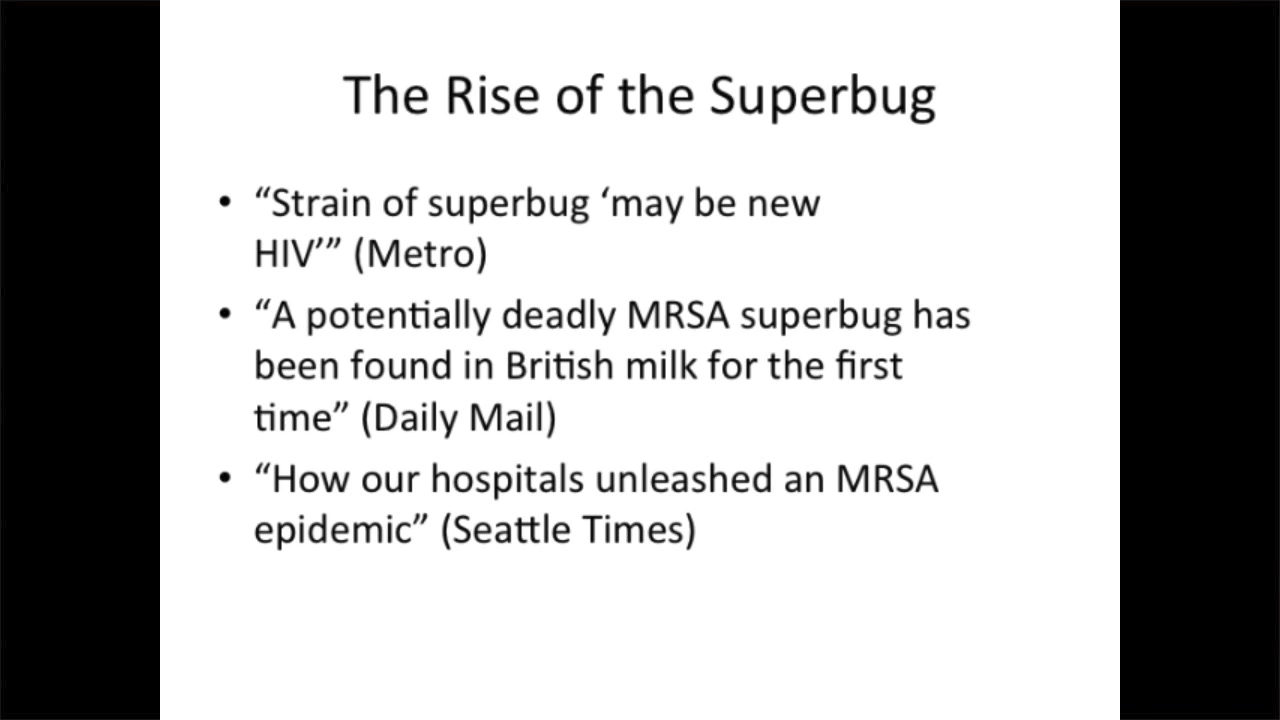 The Rise of the Superbug
• “Strain of superbug ‘may be new
HIV’” (Metro)
• “A potentially deadly MRSA superbug has
been found in British milk for the first
time” (Daily Mail)
• “How our hospitals unleashed an MRSA
epidemic” (Seattle Times)